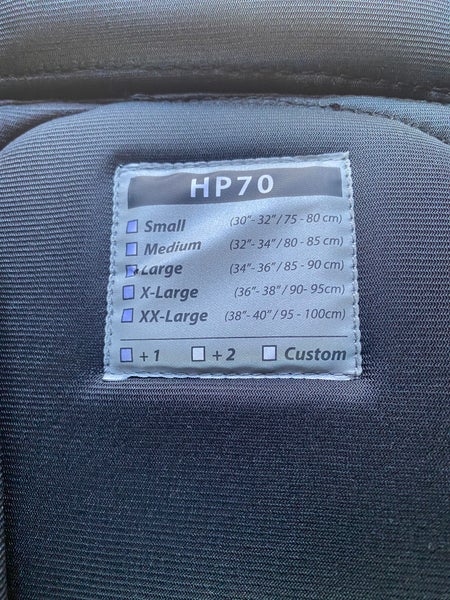 HP70
Small (30"- 32"/ 75 - 80 cm)
Medium (32"- 34"/ 80 - 85 cm)
Large (34"-36"/ 85 - 90 cm)
X-Large (36"- 38"/ 90- 95cm)
XX-Large (38"- 40"/ 95 - 100cm)
+1 +2 Custom